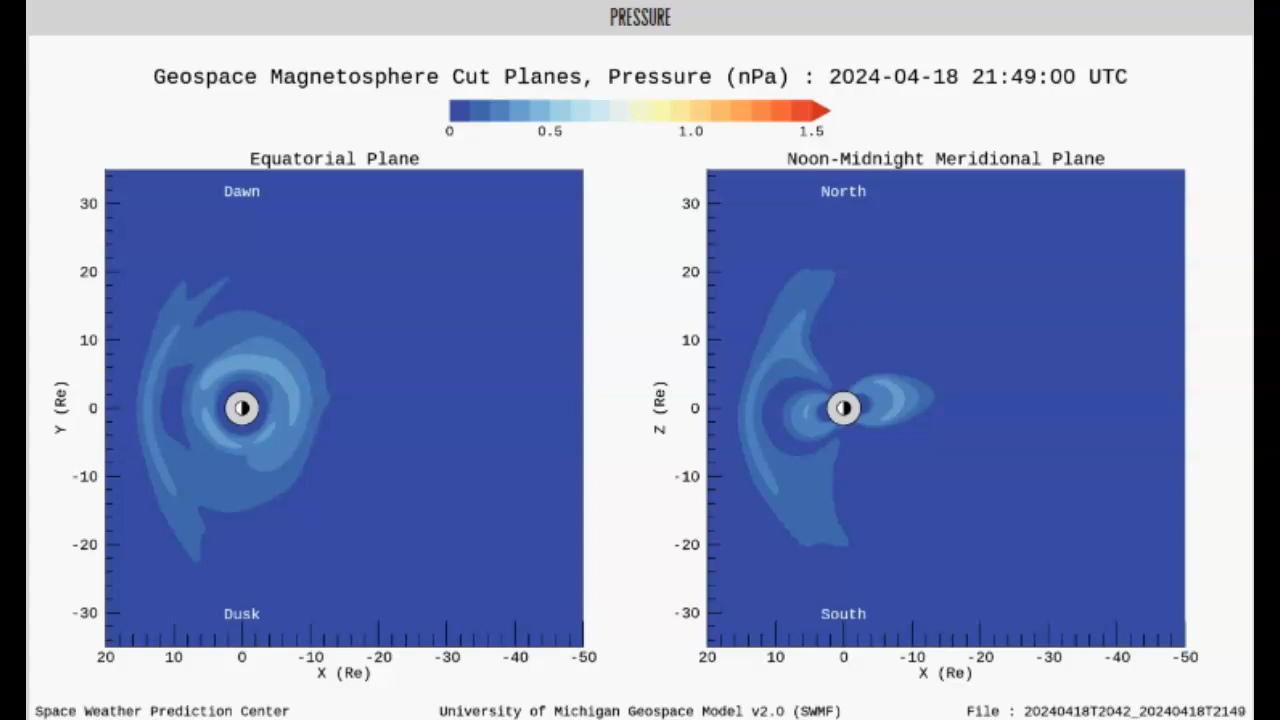 PRESSURE
Geospace Magnetosphere Cut Planes, Pressure (nPa) : 2024-04-18 21:49:00 UTC
0 0.5 1.0 1.5
Equatorial Plane
Dawn
30
20
10
0
-10
-20
-30
Y (Re)
Dusk
20 10 0 -10 -20 -30 -40 -50
X (Re)
Noon-Midnight Meridional Plane
North
30
20
10
0
-10
-20
-30
Z (Re)
South
20 10 0 -10 -20 -30 -40 -50
X (Re)
Space Weather Prediction Center University of Michigan Geospace Model v2.0 (SWMF) File : 20240418T2042_20240418T2149